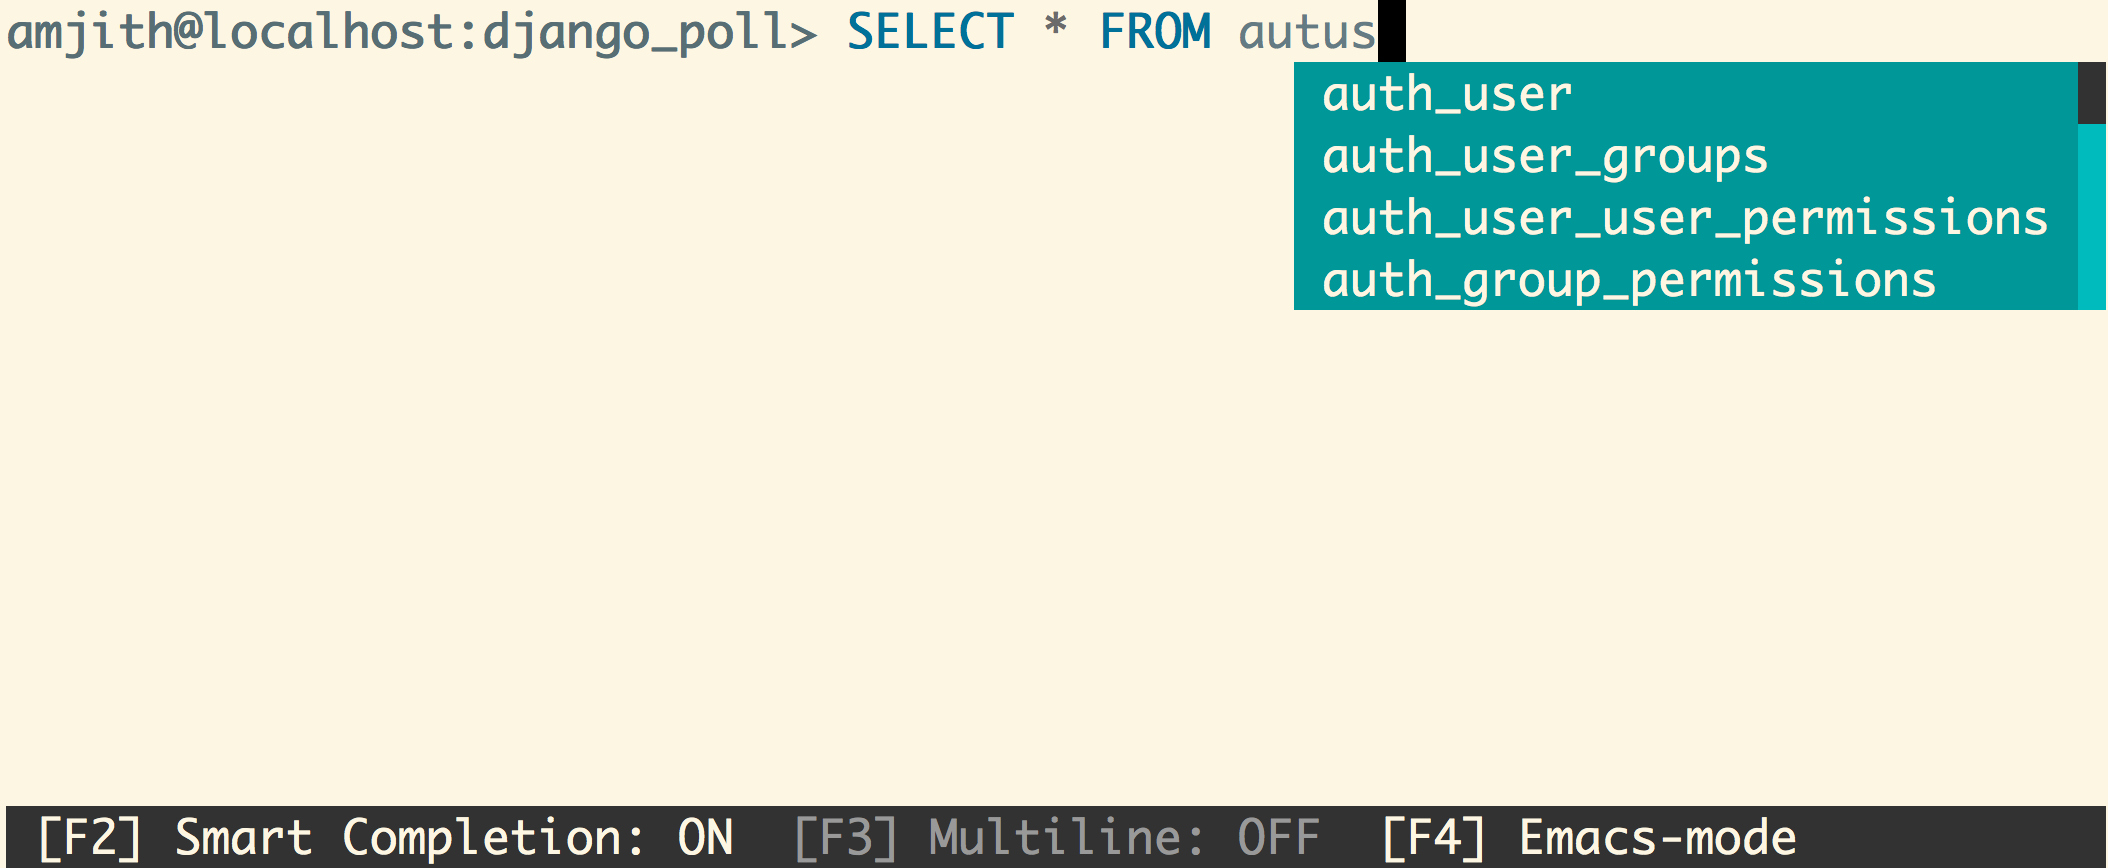 amjith@localhost:django_poll> SELECT * FROM autus
auth_user
auth_user_groups
auth_user_user_permissions
auth_group_permissions
[F2] Smart Completion: ON [F3] Multiline: OFF [F4] Emacs-mode